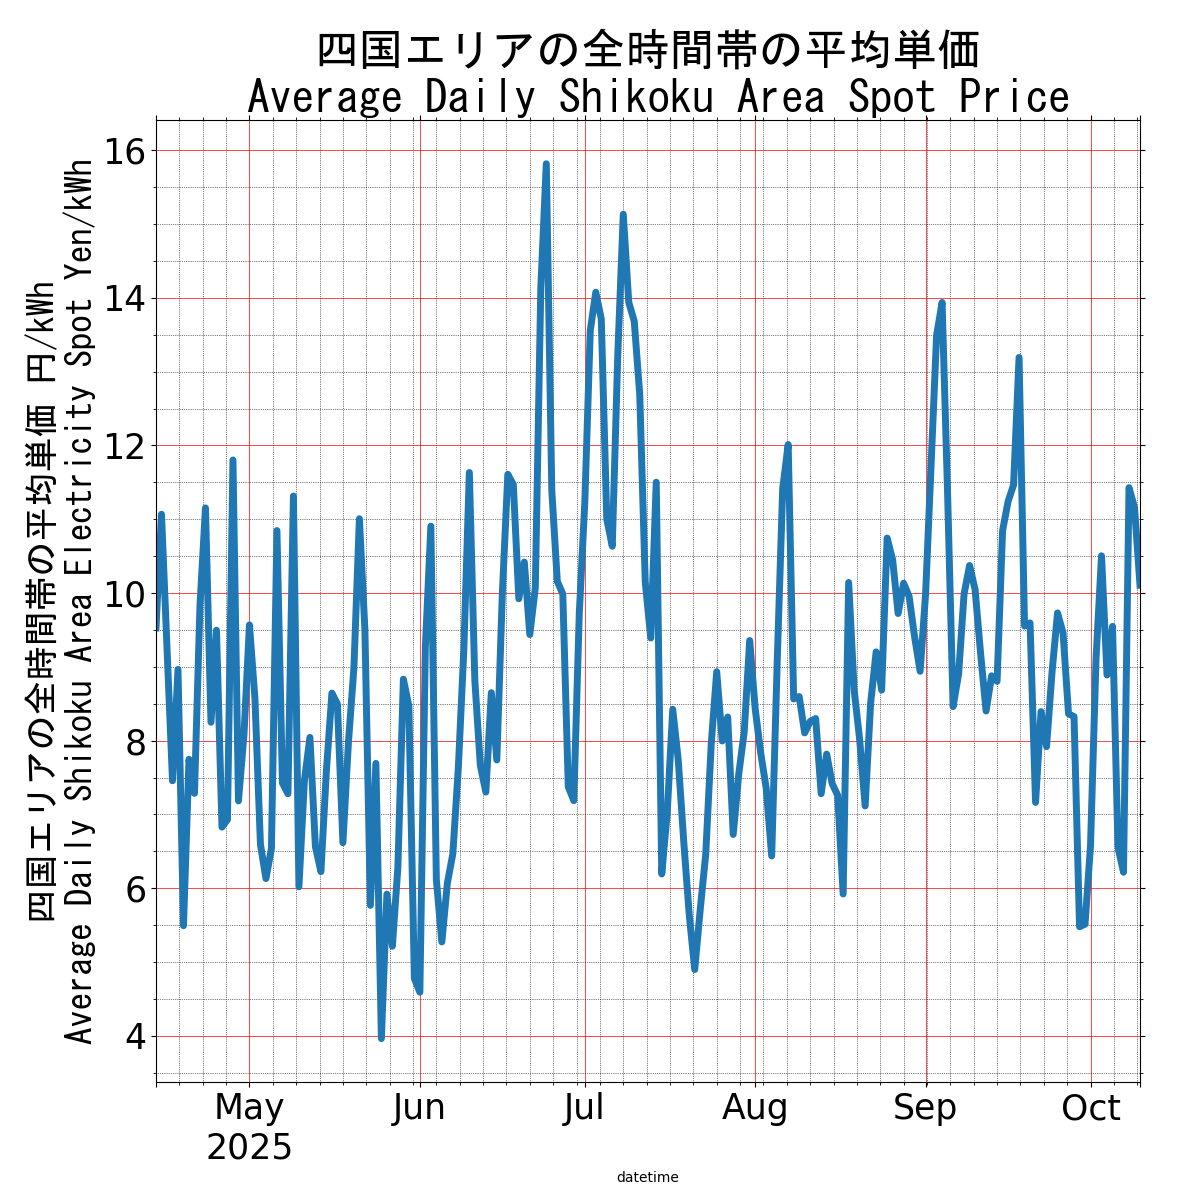 四国エリアの全時間帯の平均単価
Average Daily Shikoku Area Spot Price
四国エリアの全時間帯の平均単価 円/kWh
Average Daily Shikoku Area Electricity Spot Yen/kWh
16
14
12
10
8
6
4
May
2025
Jun
Jul
Aug
Sep
Oct
datetime